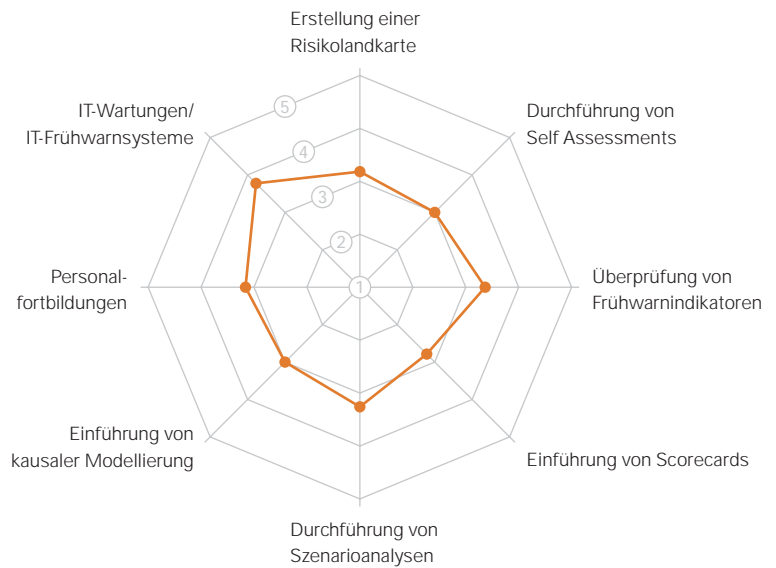 Erstellung einer
Risikolandkarte
IT-Wartungen/
IT-Frühwarnsysteme
5
Durchführung von
Self Assessments
4
3
2
Personal-
fortbildungen
1
Überprüfung von
Frühwarnindikatoren
Einführung von
kausaler Modellierung
Einführung von Scorecards
Durchführung von
Szenarioanalysen